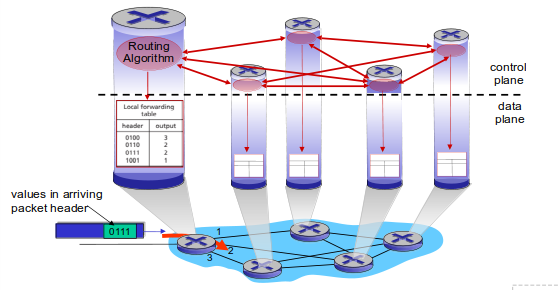 Routing
Algorithm
control
plane
data
plane
Local forwarding
table
header output
0100 3
0110 2
0111 2
1001 1
values in arriving
packet header
0111
1
2
3